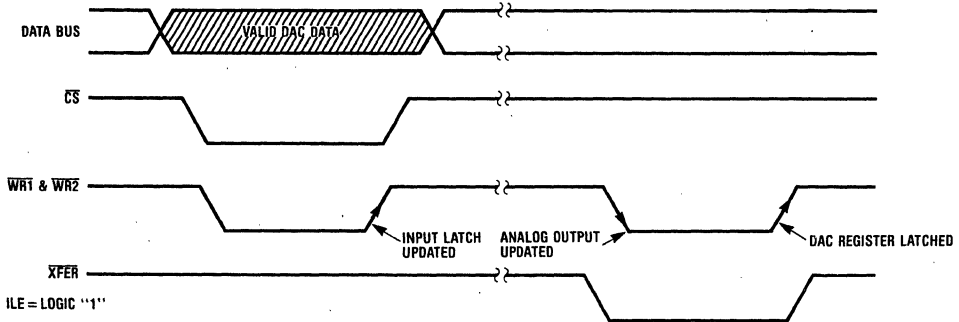 DATA BUS
VALID DAC DATA
CS
WR1 & WR2
INPUT LATCH
UPDATED
ANALOG OUTPUT
UPDATED
DAC REGISTER LATCHED
XFER
ILE = LOGIC "1"